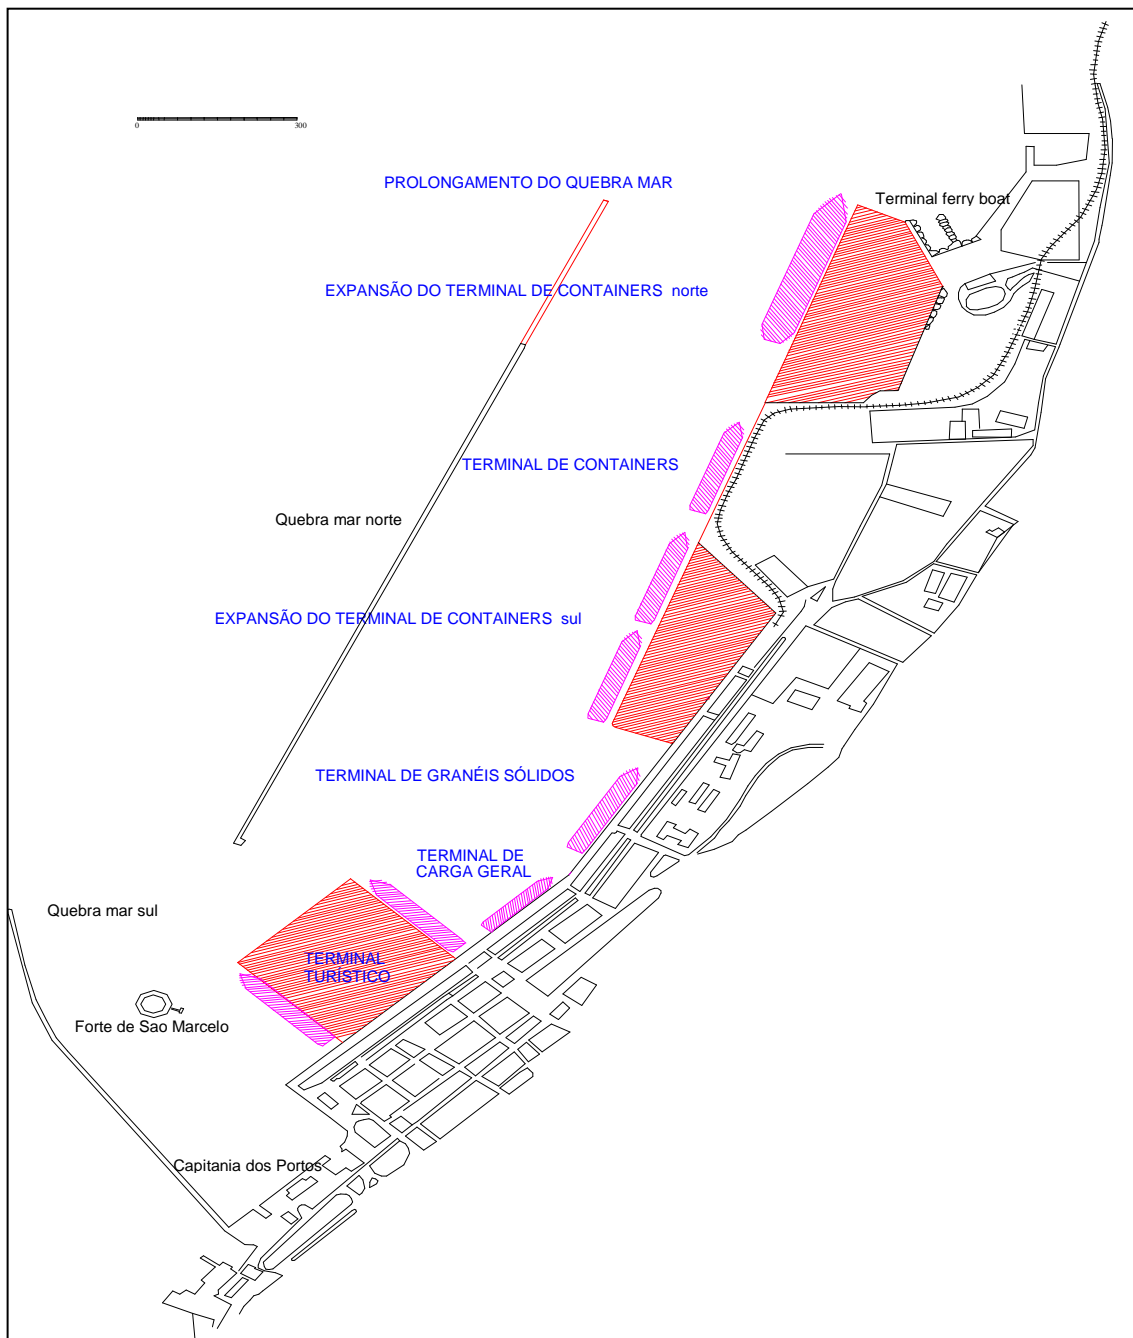 0 300
PROLONGAMENTO DO QUEBRA MAR
Terminal ferry boat
EXPANSÃO DO TERMINAL DE CONTAINERS norte
TERMINAL DE CONTAINERS
Quebra mar norte
EXPANSÃO DO TERMINAL DE CONTAINERS sul
TERMINAL DE GRANÉIS SÓLIDOS
TERMINAL DE
CARGA GERAL
Quebra mar sul
TERMINAL
TURÍSTICO
Forte de Sao Marcelo
Capitania dos Portos